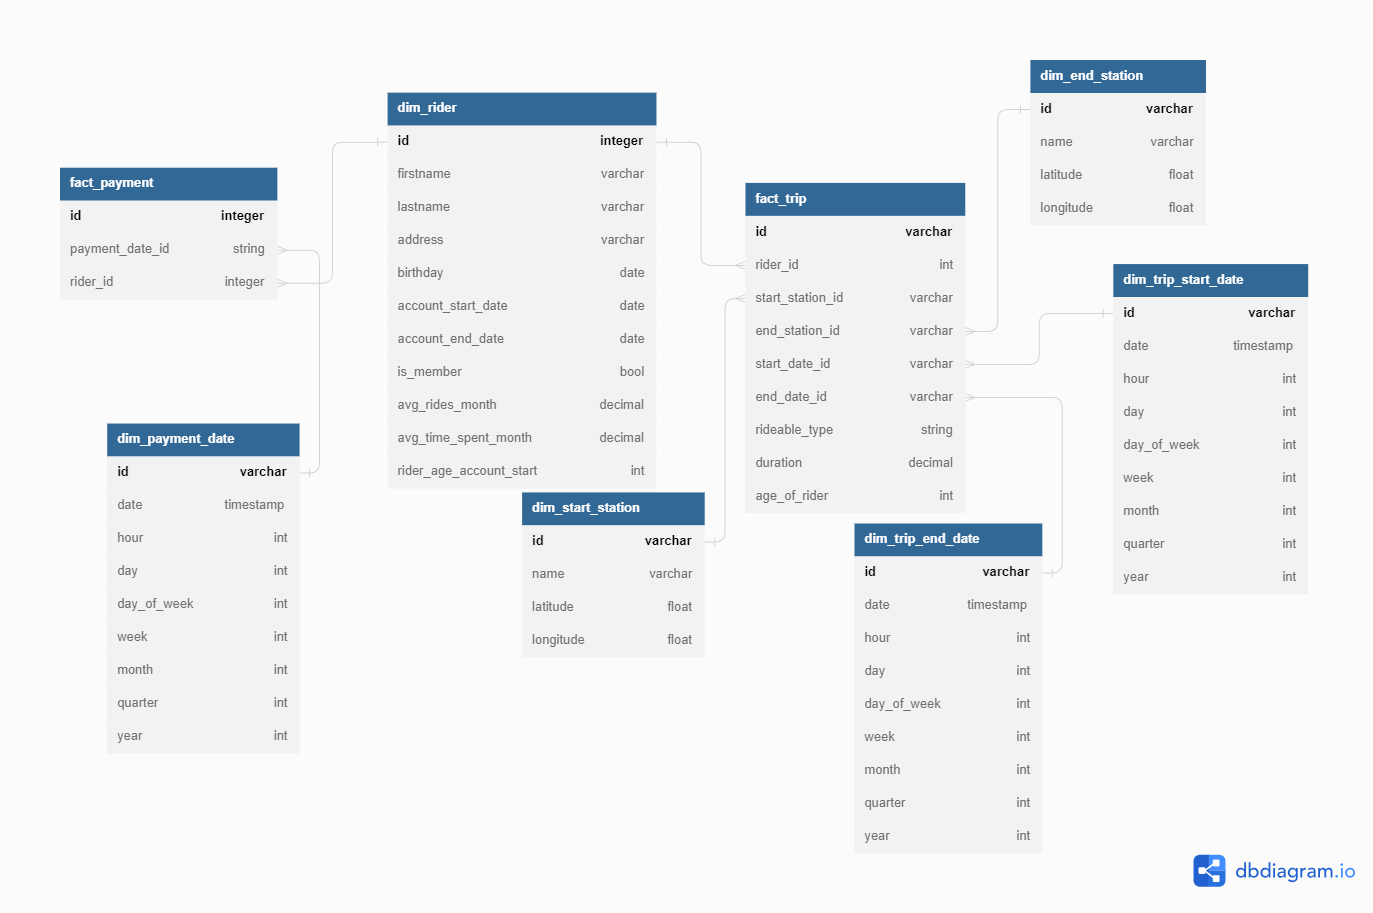 fact_payment
id integer
payment_date_id string
rider_id integer
dim_payment_date
id varchar
date timestamp
hour int
day int
day_of_week int
week int
month int
quarter int
year int
dim_rider
id integer
firstname varchar
lastname varchar
address varchar
birthday date
account_start_date date
account_end_date date
is_member bool
avg_rides_month decimal
avg_time_spent_month decimal
rider_age_account_start int
dim_start_station
id varchar
name varchar
latitude float
longitude float
fact_trip
id varchar
rider_id int
start_station_id varchar
end_station_id varchar
start_date_id varchar
end_date_id varchar
rideable_type string
duration decimal
age_of_rider int
dim_trip_end_date
id varchar
date timestamp
hour int
day int
day_of_week int
week int
month int
quarter int
year int
dim_end_station
id varchar
name varchar
latitude float
longitude float
dim_trip_start_date
id varchar
date timestamp
hour int
day int
day_of_week int
week int
month int
quarter int
year int
dbdiagram.io